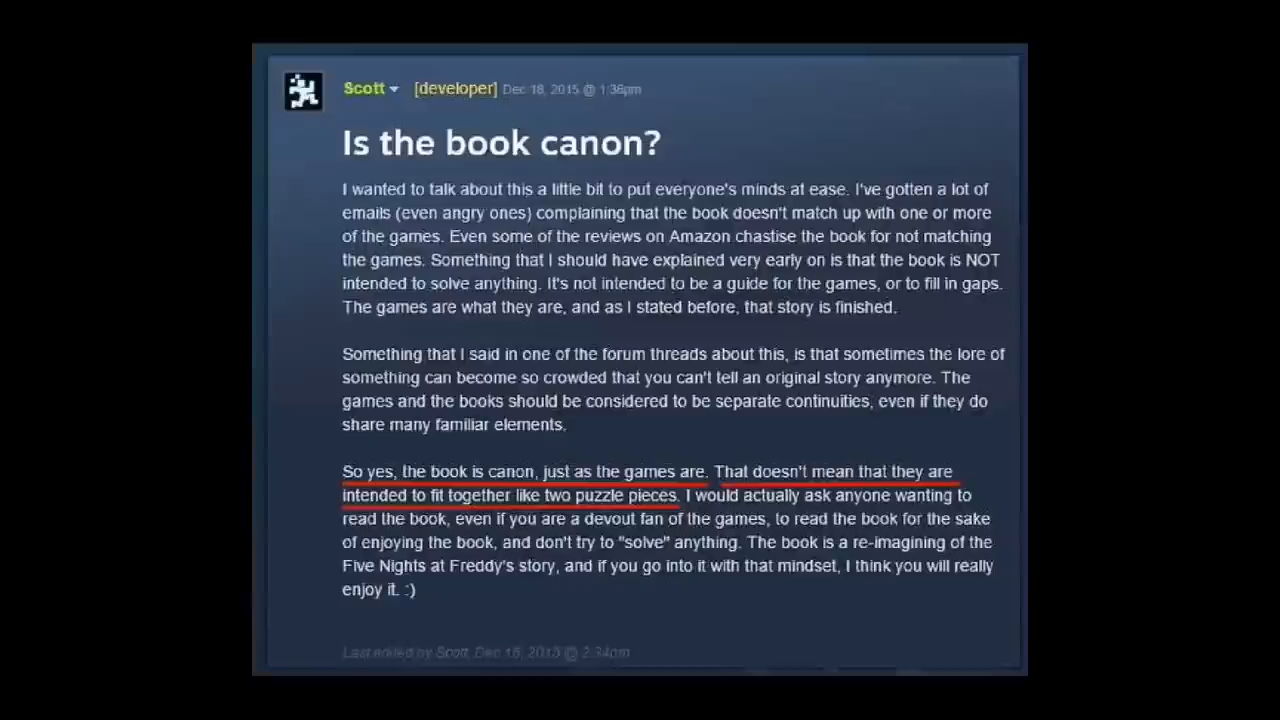 Scott [developer] Dec 18, 2015 @ 1:36pm
Is the book canon?
I wanted to talk about this a little bit to put everyone's minds at ease. I've gotten a lot of
emails (even angry ones) complaining that the book doesn't match up with one or more
of the games. Even some of the reviews on Amazon chastise the book for not matching
the games. Something that I should have explained very early on is that the book is NOT
intended to solve anything. It's not intended to be a guide for the games, or to fill in gaps.
The games are what they are, and as I stated before, that story is finished.
Something that I said in one of the forum threads about this, is that sometimes the lore of
something can become so crowded that you can't tell an original story anymore. The
games and the books should be considered to be separate continuities, even if they do
share many familiar elements.
So yes, the book is canon, just as the games are. That doesn't mean that they are
intended to fit together like two puzzle pieces. I would actually ask anyone wanting to
read the book, even if you are a devout fan of the games, to read the book for the sake
of enjoying the book, and don't try to "solve" anything. The book is a re-imagining of the
Five Nights at Freddy's story, and if you go into it with that mindset, I think you will really
enjoy it. :)
Last edited by Scott, Dec 18, 2015 @ 2:34pm